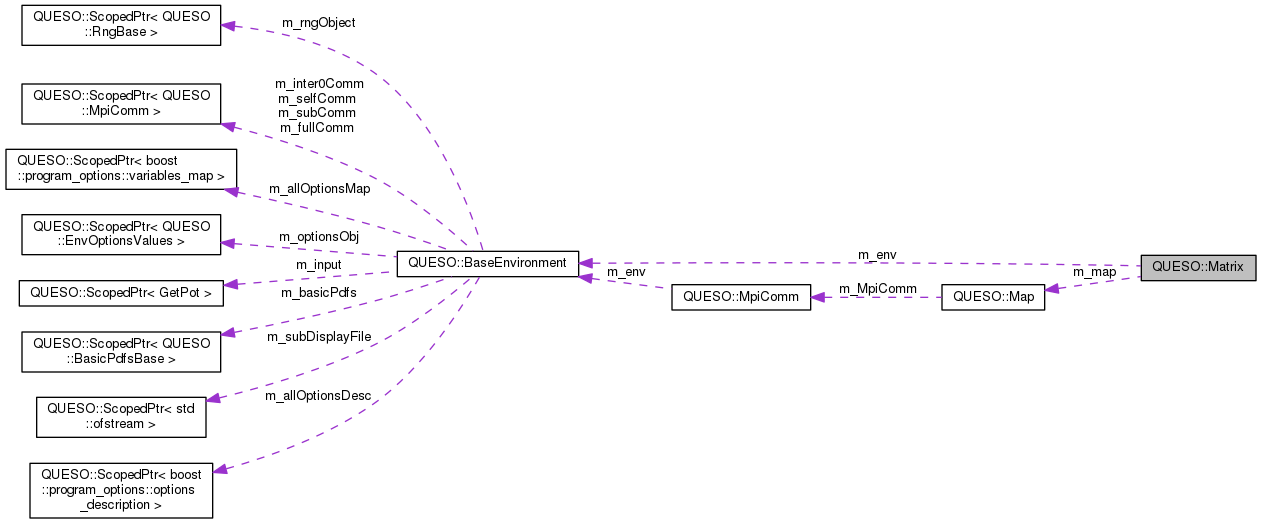 QUESO::ScopedPtr< QUESO
::RngBase >
m_rngObject
QUESO::ScopedPtr< QUESO
::MpiComm >
m_inter0Comm
m_selfComm
m_subComm
m_fullComm
QUESO::ScopedPtr< boost
::program_options::variables_map >
m_allOptionsMap
QUESO::ScopedPtr< QUESO
::EnvOptionsValues >
m_optionsObj
QUESO::ScopedPtr< GetPot >
m_input
QUESO::ScopedPtr< QUESO
::BasicPdfsBase >
m_basicPdfs
QUESO::ScopedPtr< std
::ofstream >
m_subDisplayFile
QUESO::ScopedPtr< boost
::program_options::options
_description >
m_allOptionsDesc
QUESO::BaseEnvironment
m_env
m_env
QUESO::MpiComm
m_MpiComm
QUESO::Map
m_map
QUESO::Matrix